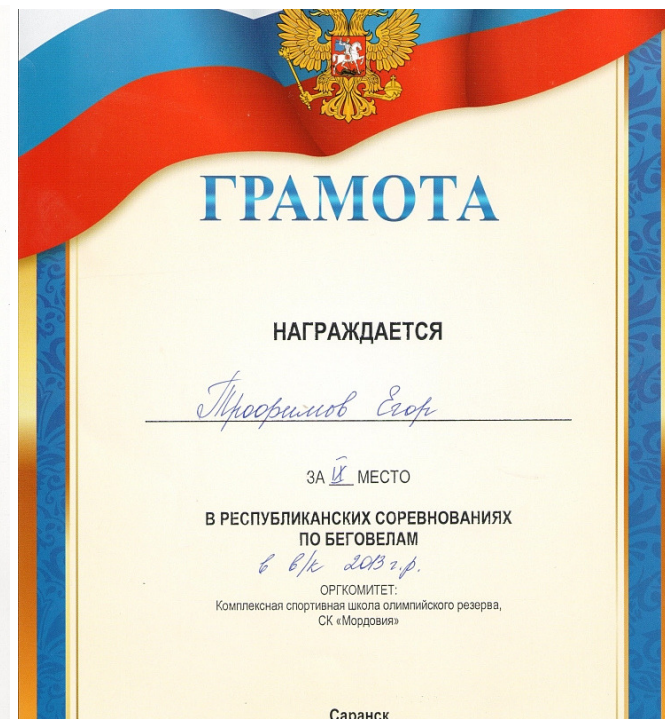 ГРАМОТА
НАГРАЖДАЕТСЯ
Трофимов Егор
ЗА IX МЕСТО
В РЕСПУБЛИКАНСКИХ СОРЕВНОВАНИЯХ
ПО БЕГОВЕЛАМ
в в/к 2013 г.р.
ОРГКОМИТЕТ:
Комплексная спортивная школа олимпийского резерва,
СК «Мордовия»
Саранск